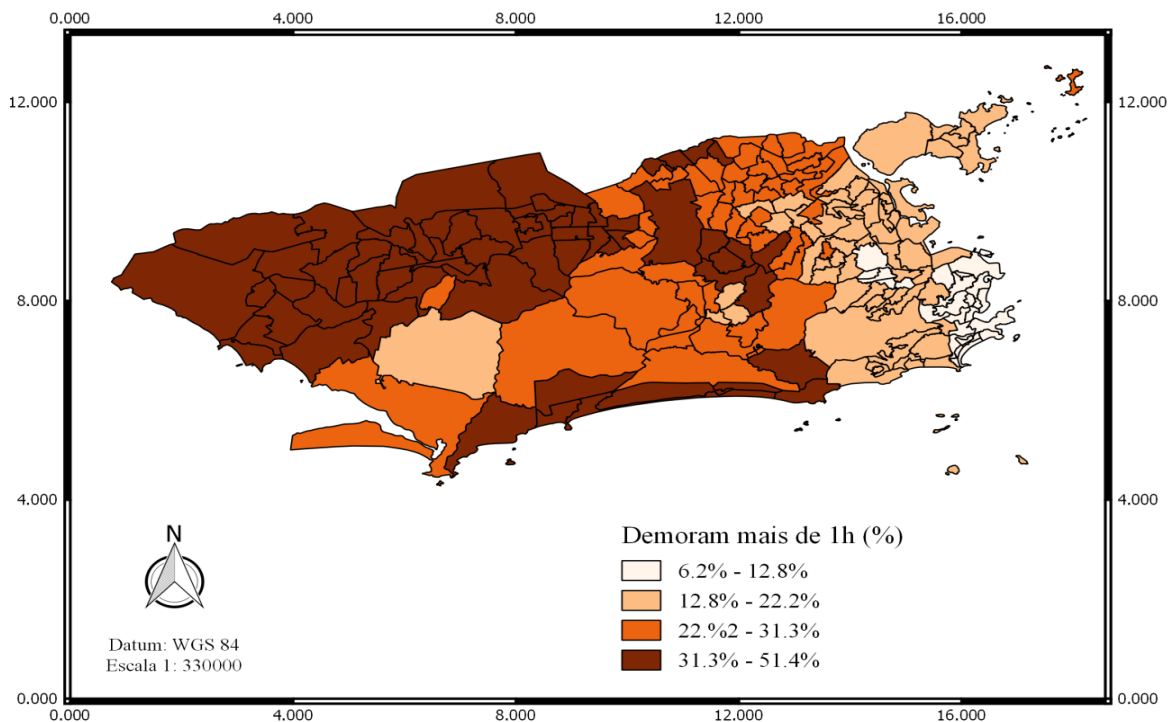 0.000 4.000 8.000 12.000 16.000
12.000 12.000
8.000 8.000
4.000 4.000
Demoram mais de 1h (%)
N
6.2% - 12.8%
12.8% - 22.2%
22.%2 - 31.3%
31.3% - 51.4%
Datum: WGS 84
Escala 1: 330000
0.000 0.000
0.000 4.000 8.000 12.000 16.000